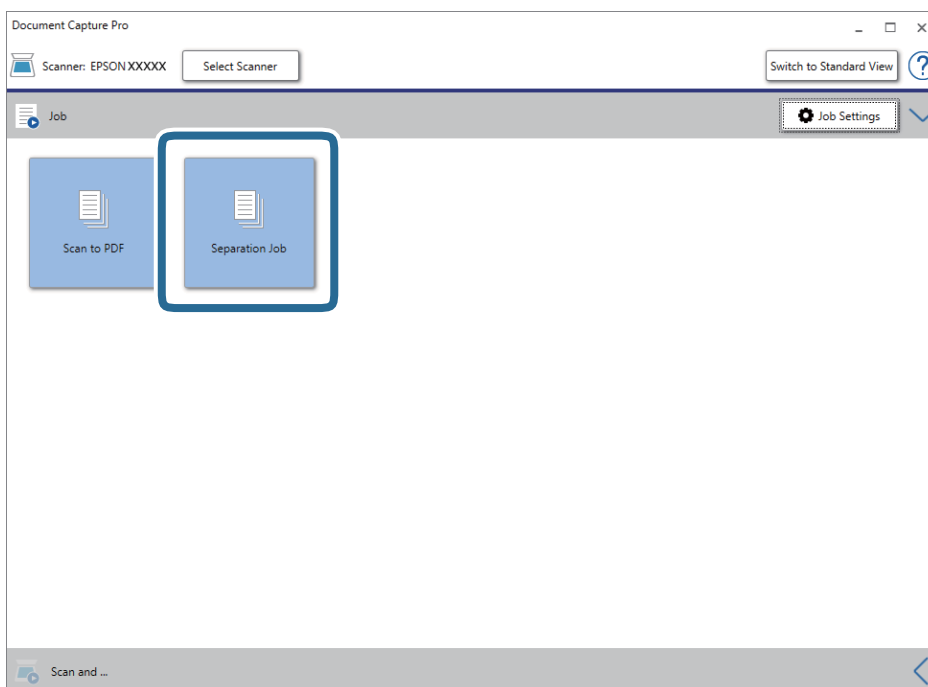 Document Capture Pro
Scanner: EPSON XXXXX
Select Scanner
Switch to Standard View
?
Job
Job Settings
Scan to PDF
Separation Job
Scan and ...